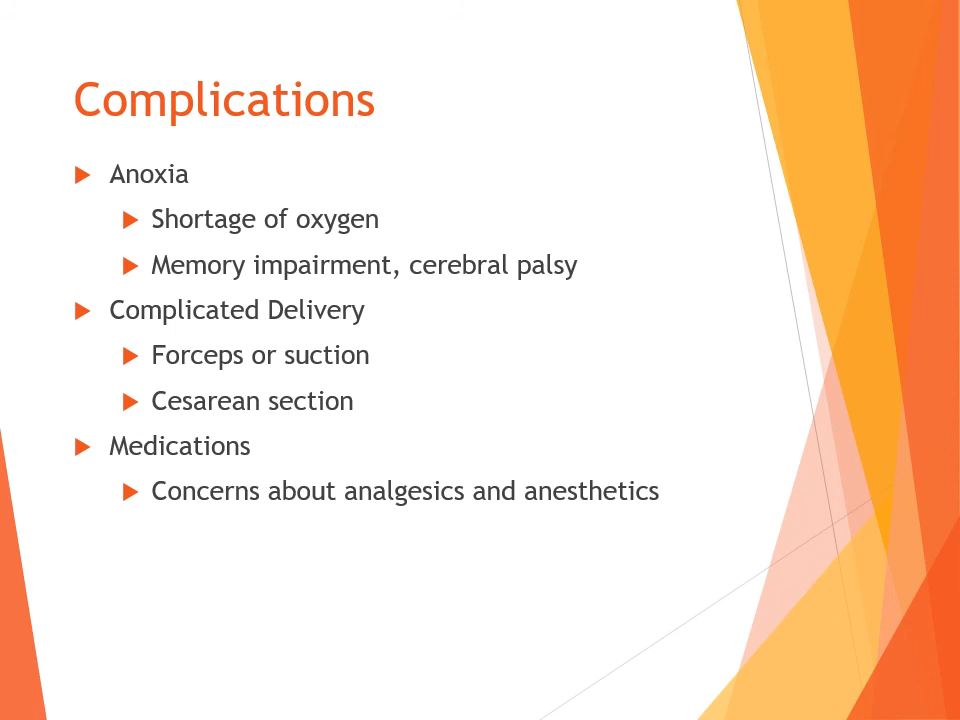 Complications
Anoxia
Shortage of oxygen
Memory impairment, cerebral palsy
Complicated Delivery
Forceps or suction
Cesarean section
Medications
Concerns about analgesics and anesthetics